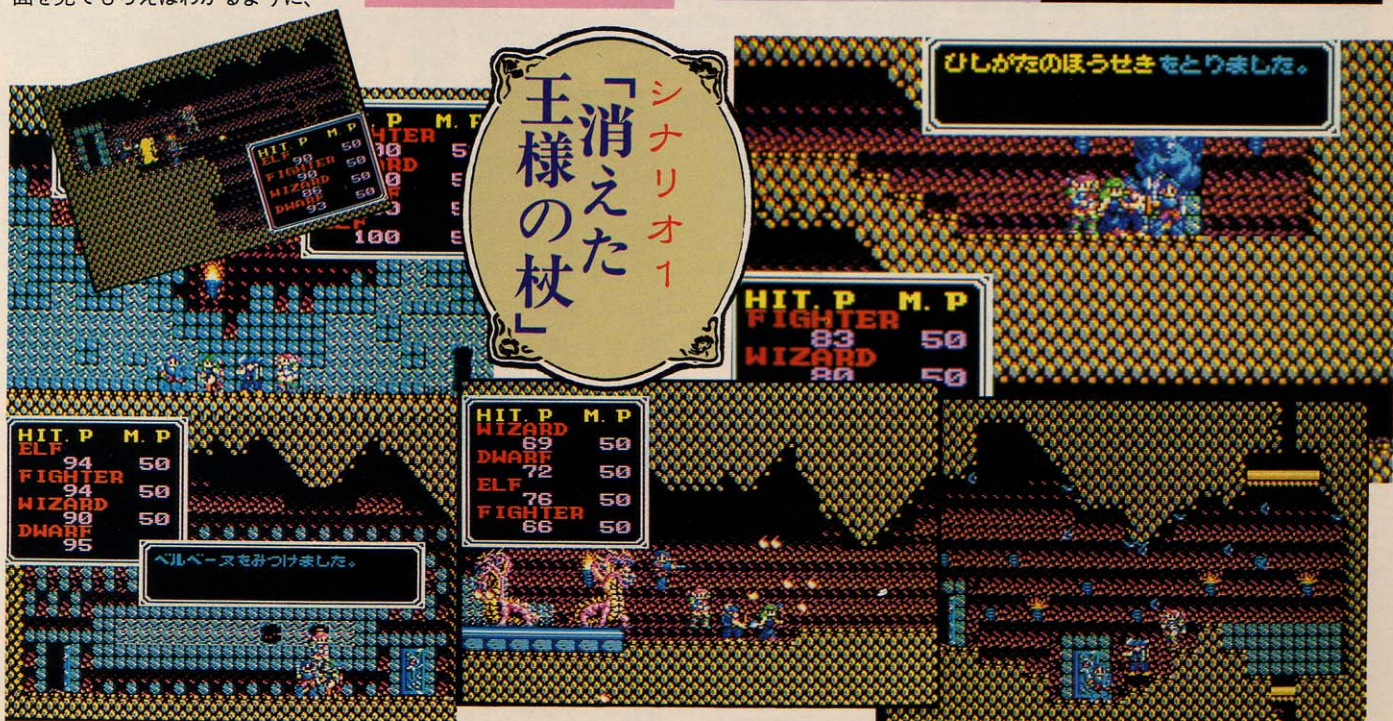 面を見てもらえばわかるように、
HIT. P M. P
ELF
90 50
FIGHTER
90 50
WIZARD
86 50
DWARF
93
P M. P
100
シナリオ1
「消えた
王様の杖」
ひしがたのほうせきをとりました。
HIT. P M. P
FIGHTER
83 50
WIZARD
80 50
HIT. P M. P
ELF
94 50
FIGHTER
94 50
WIZARD
90 50
DWARF
95
ベルベーヌをみつけました。
HIT. P M. P
WIZARD
69 50
DWARF
72 50
ELF
76 50
FIGHTER
66 50